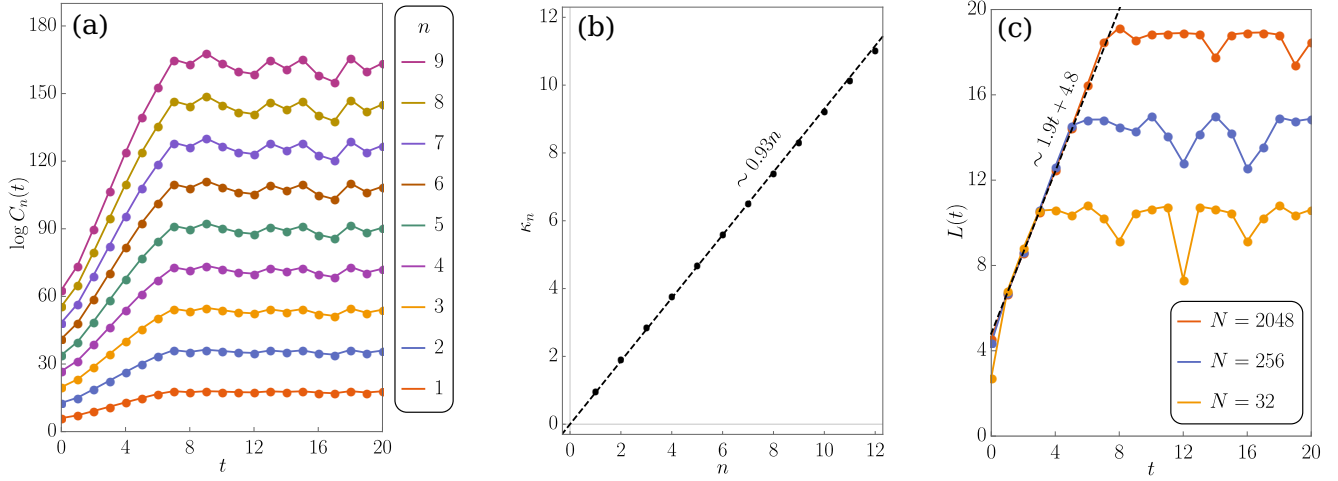 (a)
n
9
8
7
6
5
4
3
2
1
log Cₙ(t)
180
150
120
90
60
30
0
0 4 8 12 16 20
t
(b)
κₙ
12
10
8
6
4
2
0
~ 0.93n
0 2 4 6 8 10 12
n
(c)
L(t)
20
16
12
8
4
0
~ 1.9t + 4.8
N = 2048
N = 256
N = 32
0 4 8 12 16 20
t